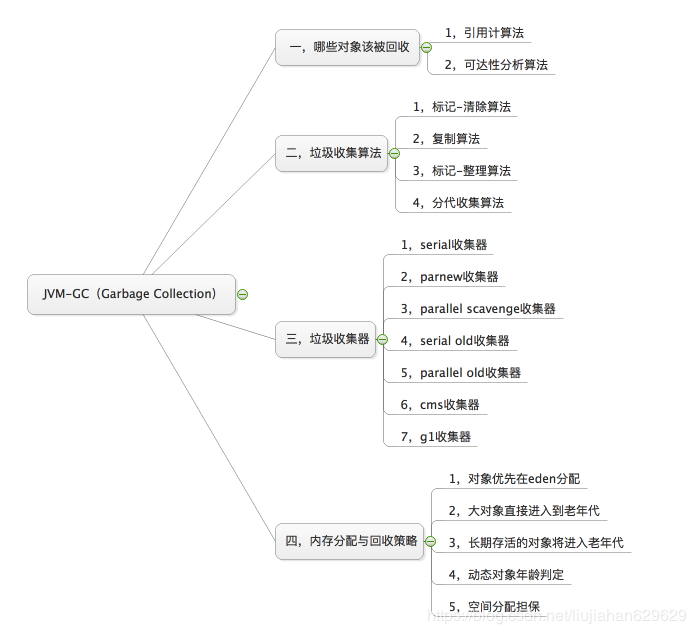 JVM-GC（Garbage Collection）
一，哪些对象该被回收
1，引用计算法
2，可达性分析算法
二，垃圾收集算法
1，标记-清除算法
2，复制算法
3，标记-整理算法
4，分代收集算法
三，垃圾收集器
1，serial收集器
2，parnew收集器
3，parallel scavenge收集器
4，serial old收集器
5，parallel old收集器
6，cms收集器
7，g1收集器
四，内存分配与回收策略
1，对象优先在eden分配
2，大对象直接进入到老年代
3，长期存活的对象将进入老年代
4，动态对象年龄判定
5，空间分配担保
https://blog.csdn.net/liujiahan629629